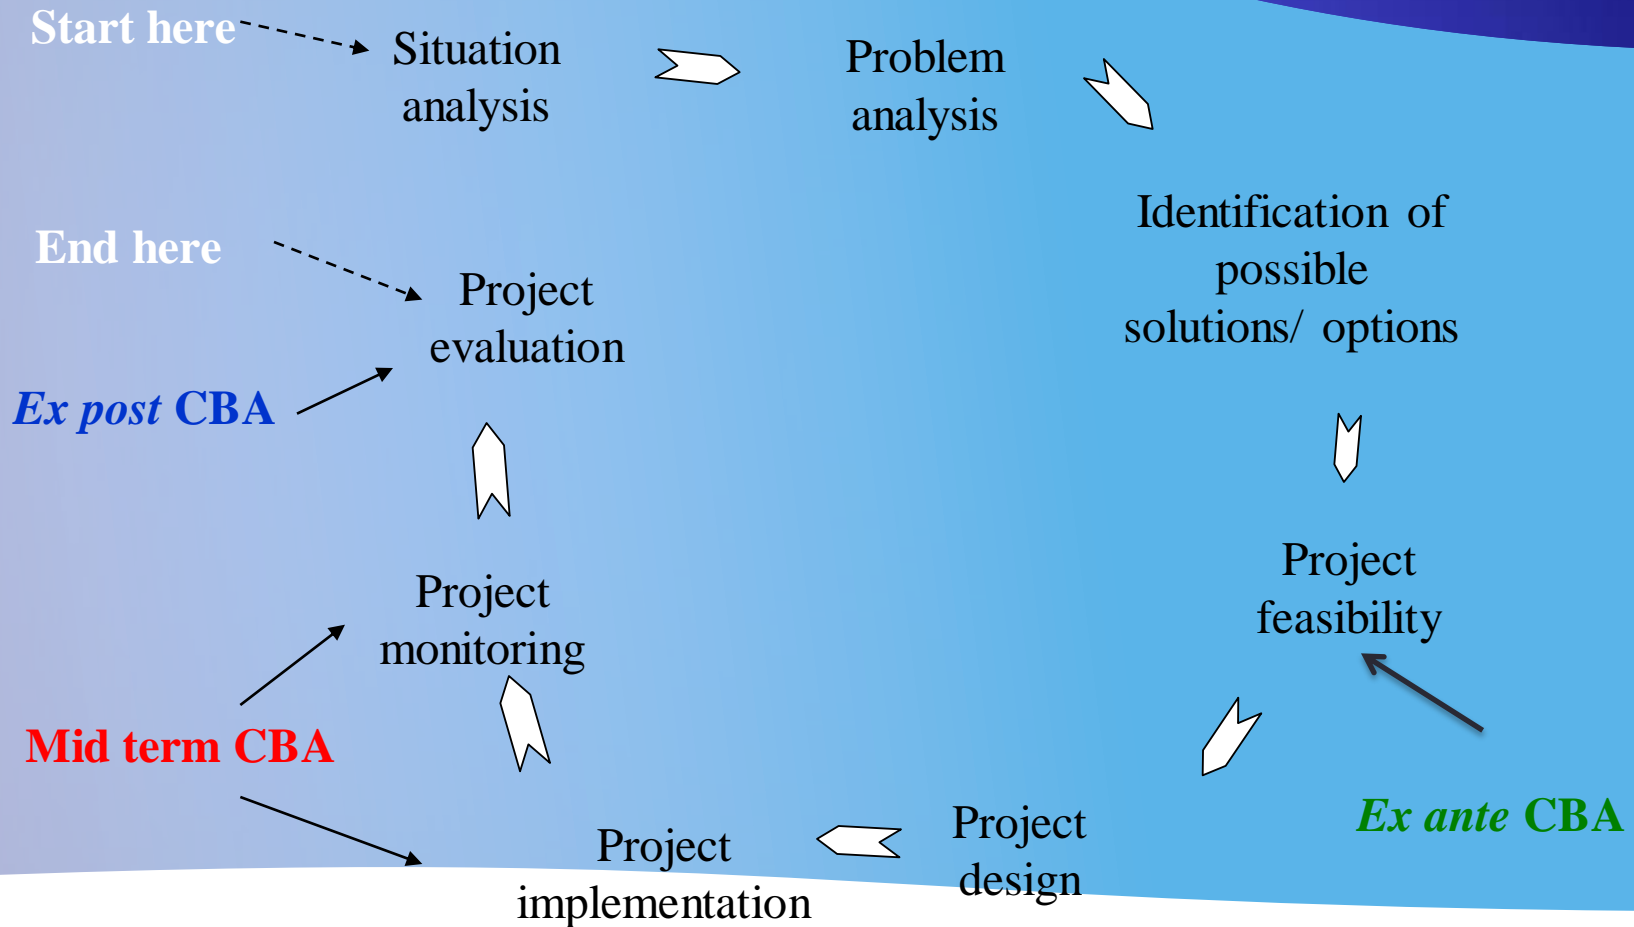 Start here
Situation
analysis
Problem
analysis
Identification of
possible
solutions/ options
End here
Project
evaluation
Ex post CBA
Project
feasibility
Project
monitoring
Mid term CBA
Ex ante CBA
Project
design
Project
implementation